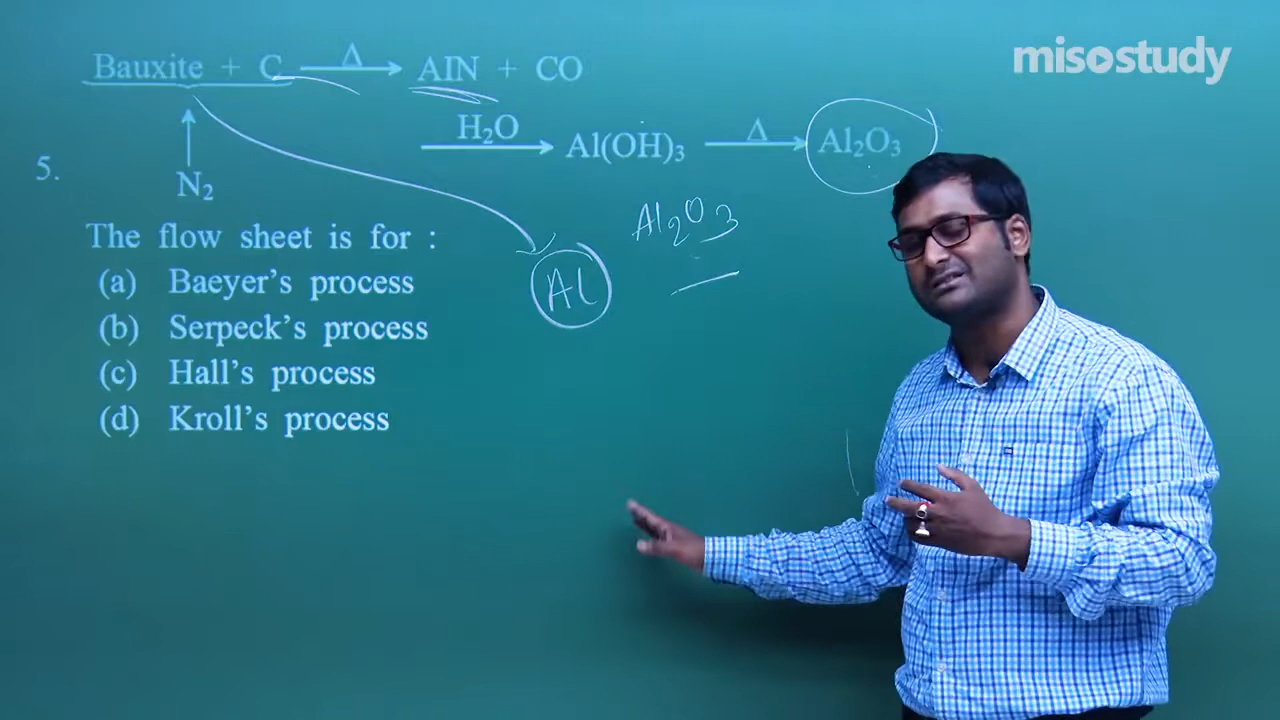 misostudy
Bauxite + C Δ→ AlN + CO
H₂O→ Al(OH)₃ Δ→ Al₂O₃
5.
N₂
Al₂O₃
The flow sheet is for :
(a) Baeyer's process
Al
(b) Serpeck's process
(c) Hall's process
(d) Kroll's process